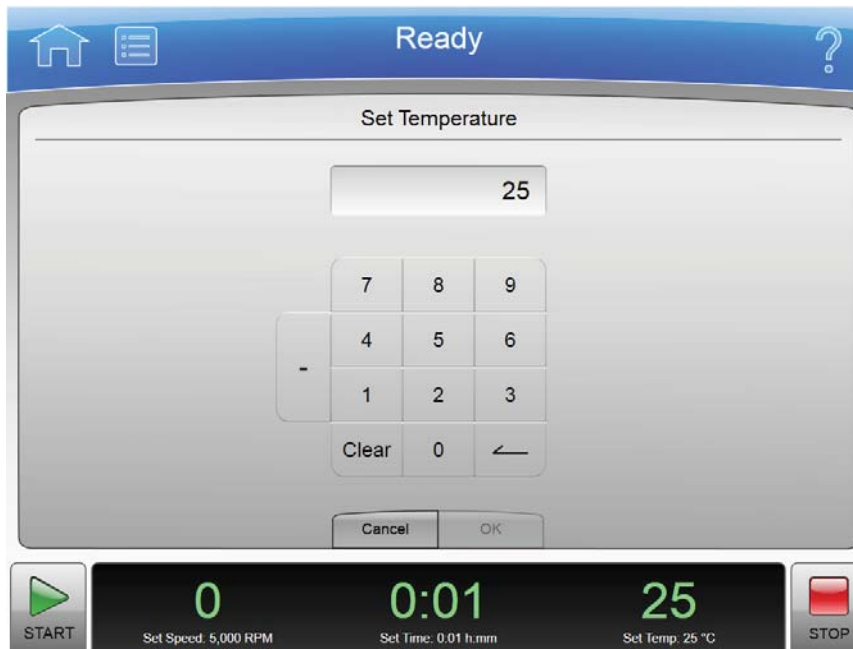 Ready
Set Temperature
25
7 8 9
4 5 6
-
1 2 3
Clear 0
Cancel OK
START
0 0:01 25
Set Speed: 5,000 RPM Set Time: 0.01 h:mm Set Temp: 25 °C
STOP